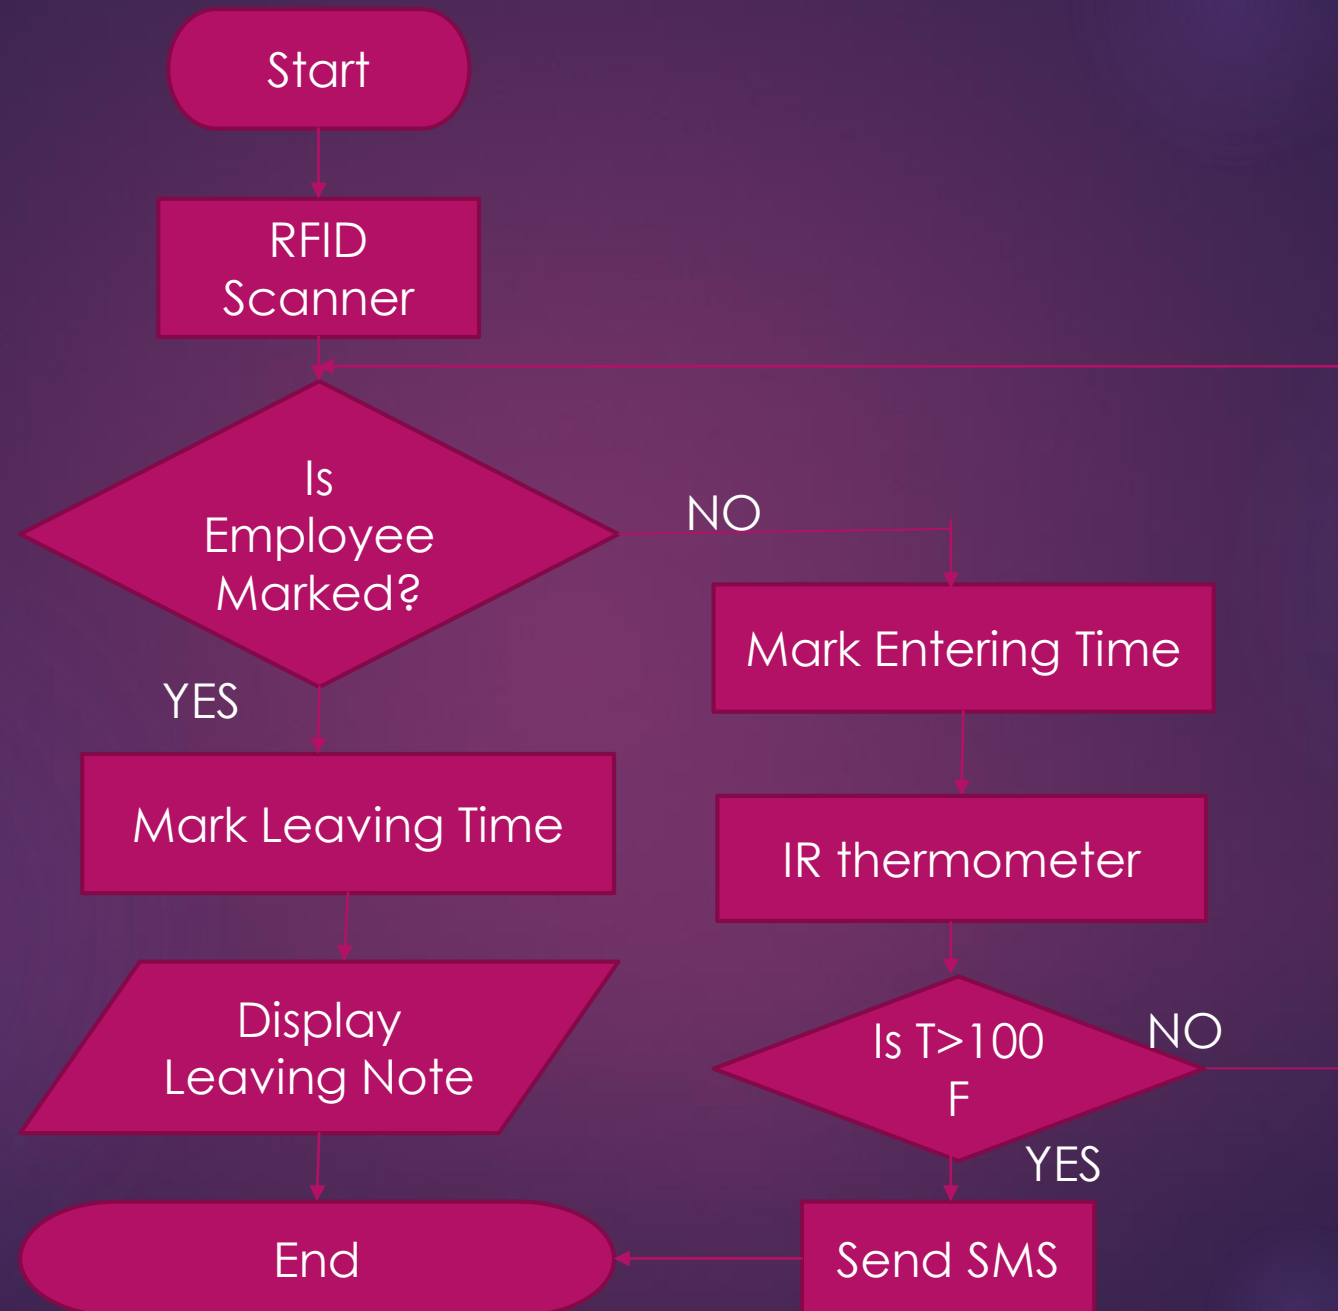 Start
RFID
Scanner
Is
Employee
Marked?
NO
YES
Mark Entering Time
Mark Leaving Time
IR thermometer
Display
Leaving Note
Is T>100
F
NO
YES
End
Send SMS